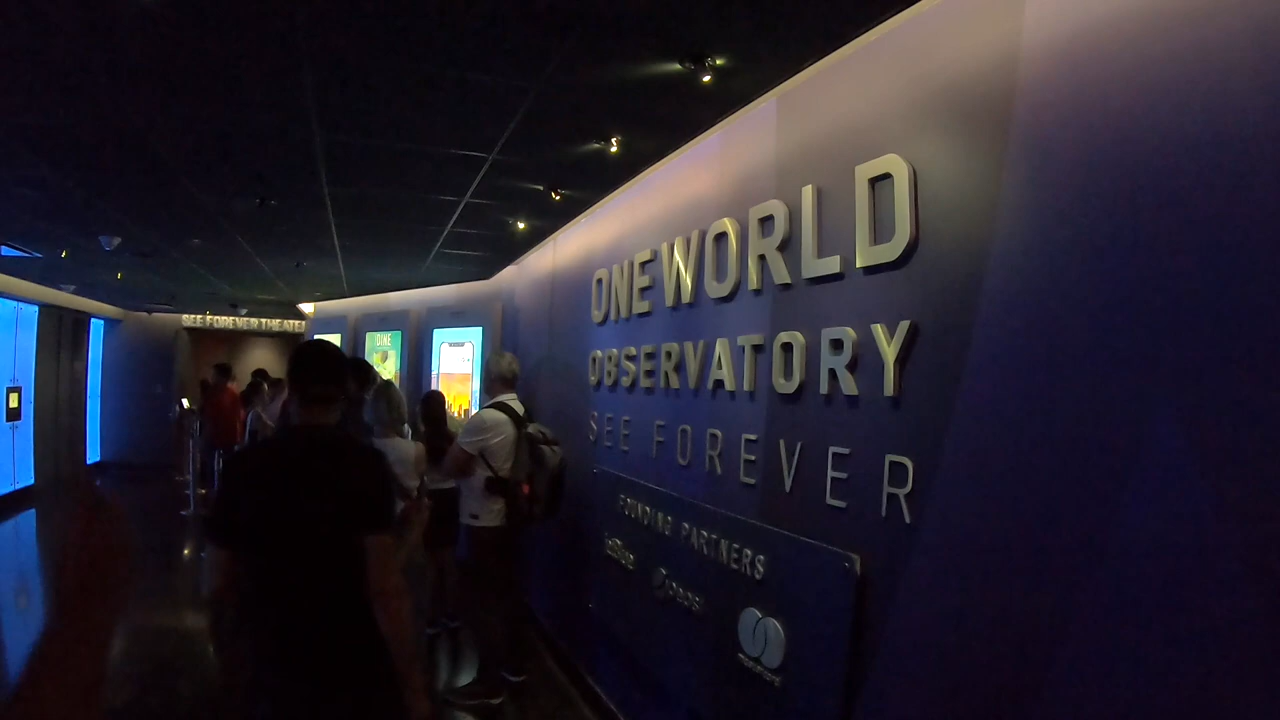 SEE FOREVER THEATER
DINE
ONE WORLD
OBSERVATORY
SEE FOREVER
FOUNDING PARTNERS